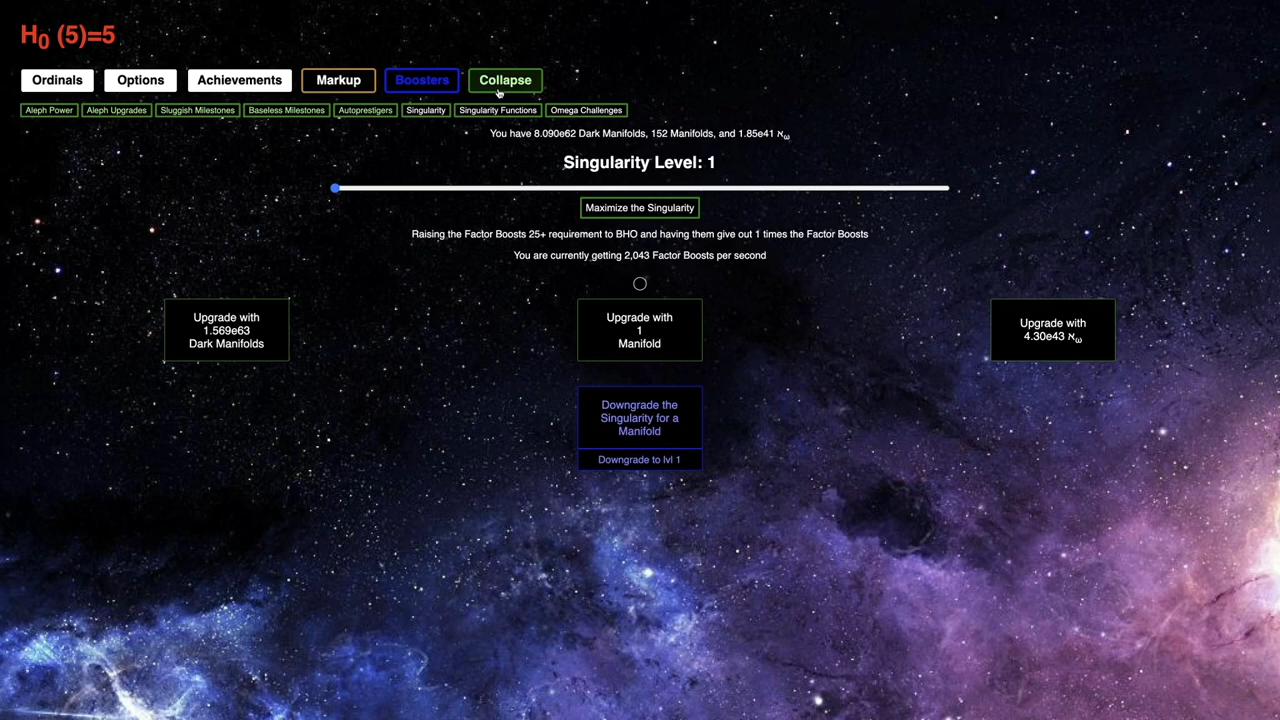 H₀ (5)=5
Ordinals Options Achievements Markup Boosters Collapse
Aleph Power Aleph Upgrades Sluggish Milestones Baseless Milestones Autoprestigers Singularity Singularity Functions Omega Challenges
You have 8.090e62 Dark Manifolds, 152 Manifolds, and 1.85e41 ℵω
Singularity Level: 1
Maximize the Singularity
Raising the Factor Boosts 25+ requirement to BHO and having them give out 1 times the Factor Boosts
You are currently getting 2,043 Factor Boosts per second
Upgrade with
1.569e63
Dark Manifolds
Upgrade with
1
Manifold
Upgrade with
4.30e43 ℵω
Downgrade the
Singularity for a
Manifold
Downgrade to lvl 1